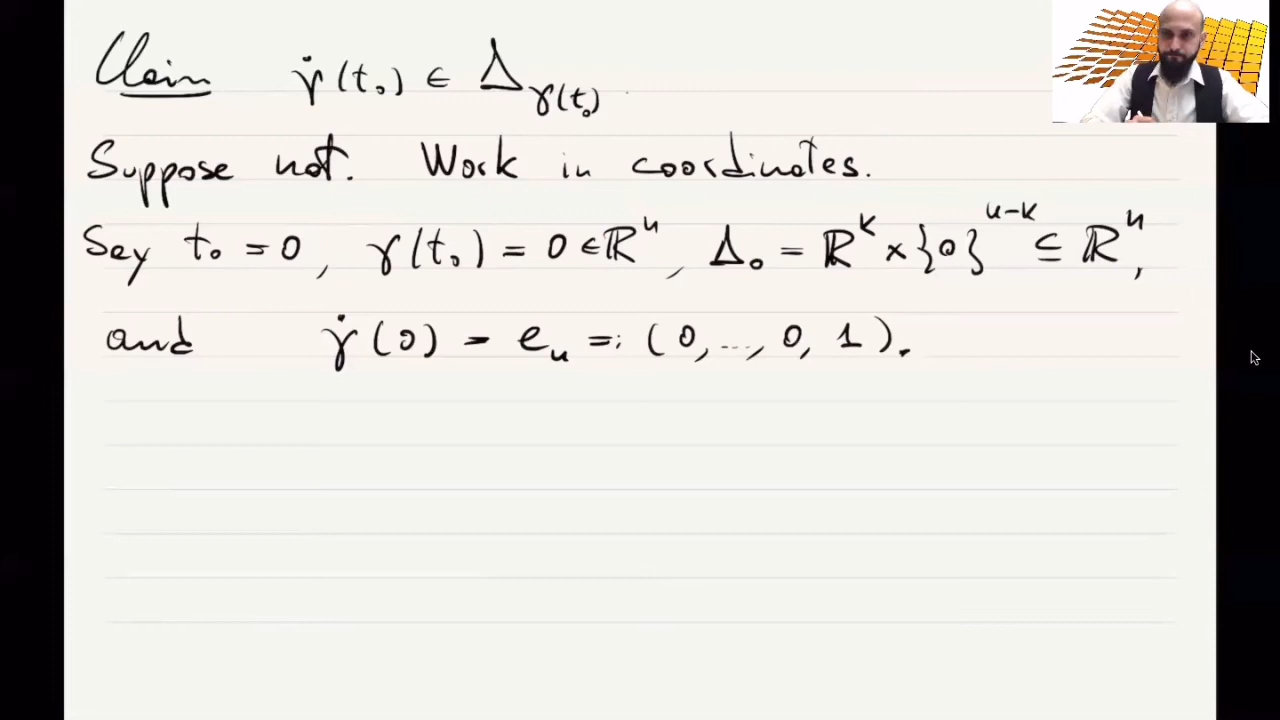 Claim γ̇(t₀) ∈ Δ_γ(t₀)
Suppose not. Work in coordinates.
Say t₀ = 0, γ(t₀) = 0 ∈ ℝⁿ, Δ₀ = ℝᵏ × {0}ⁿ⁻ᵏ ⊆ ℝⁿ,
and γ̇(0) = eₙ =: (0, ..., 0, 1).